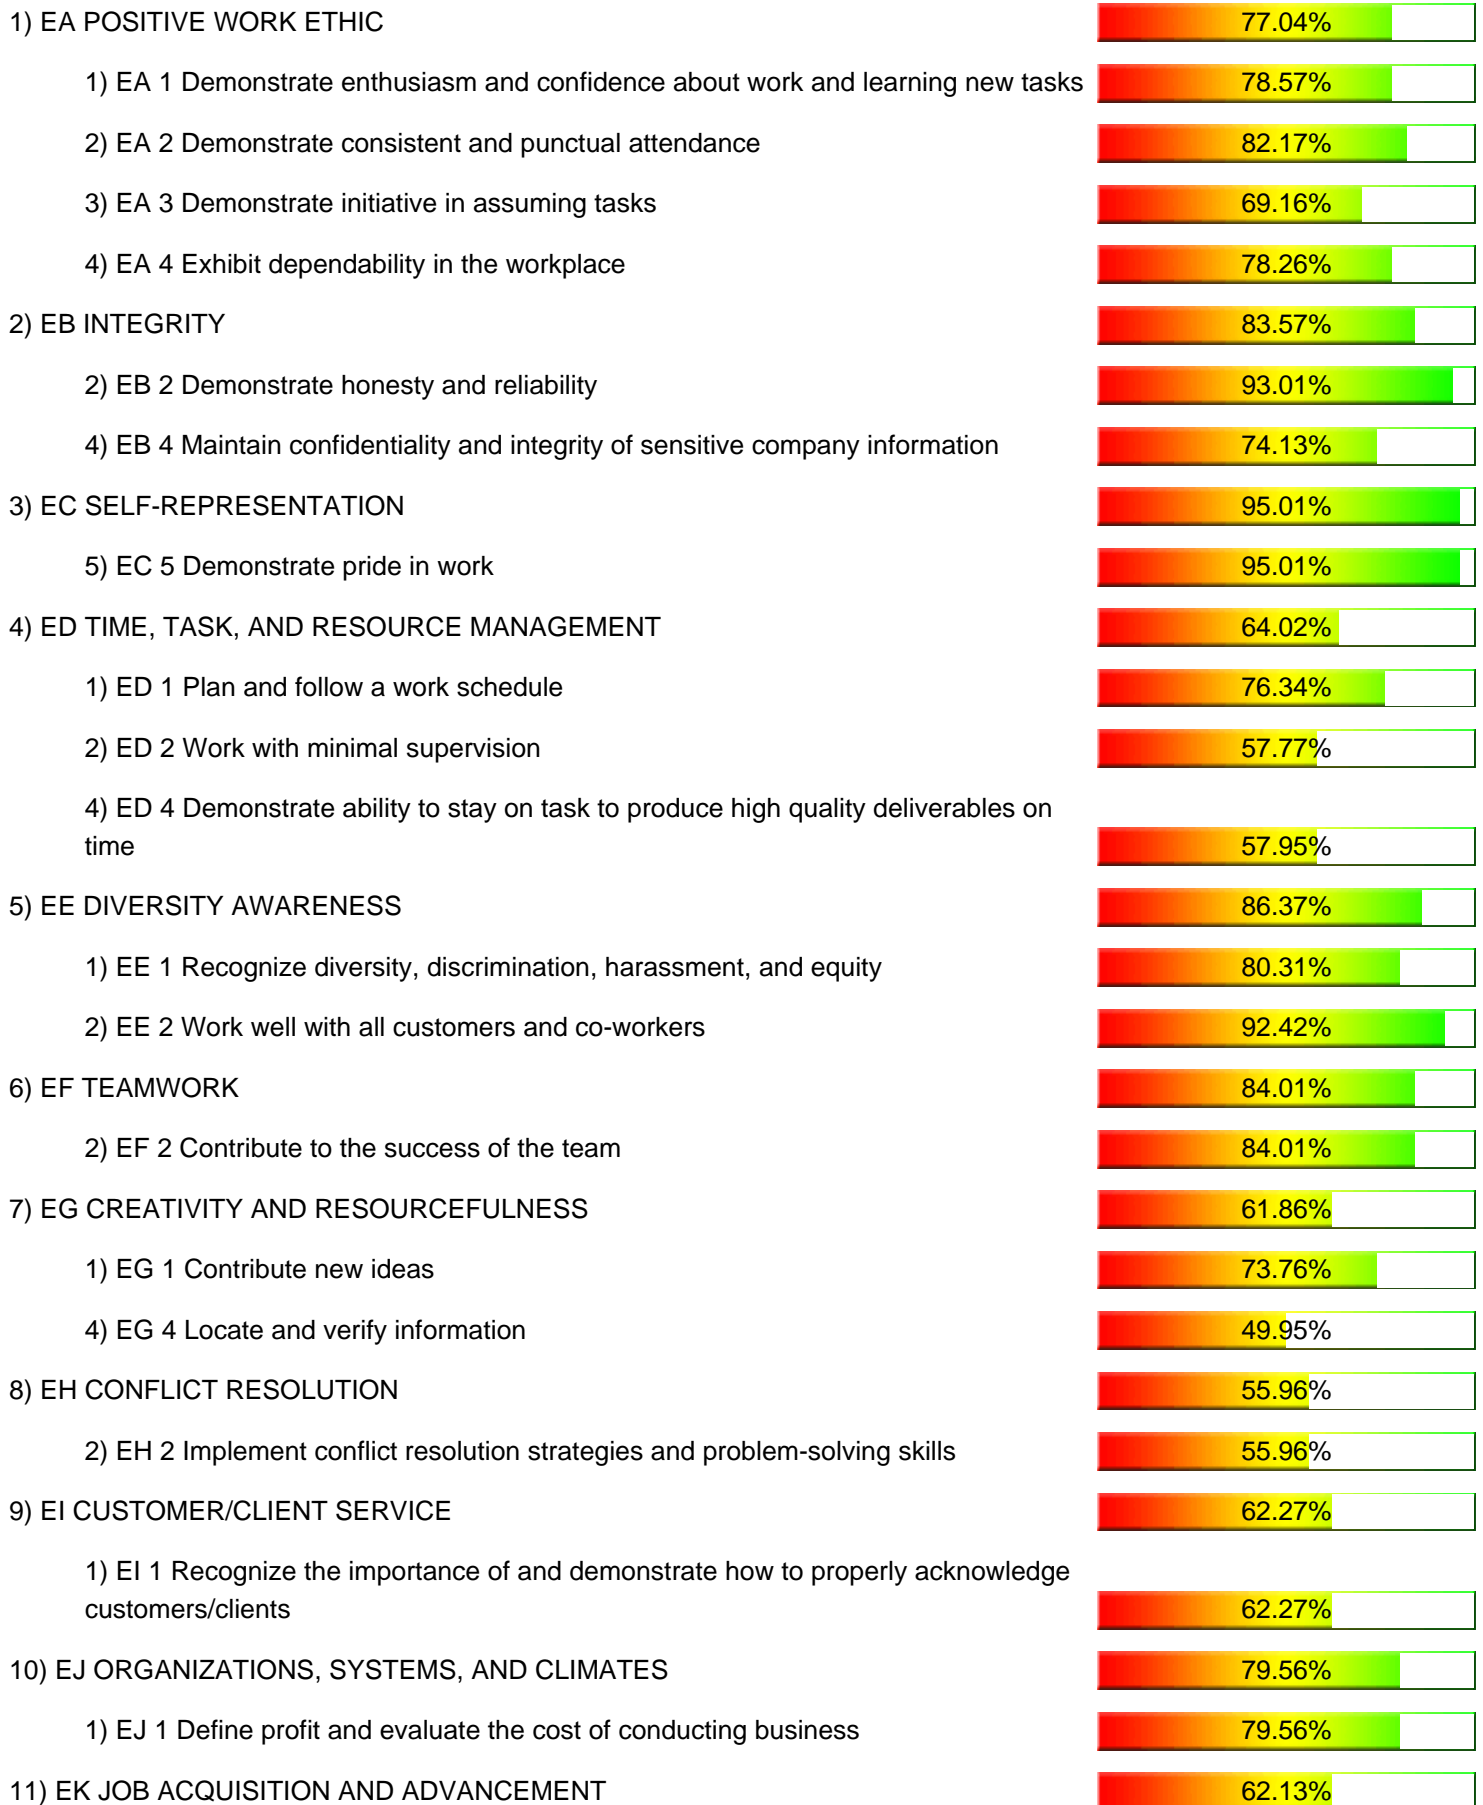 1) EA POSITIVE WORK ETHIC 77.04%
1) EA 1 Demonstrate enthusiasm and confidence about work and learning new tasks 78.57%
2) EA 2 Demonstrate consistent and punctual attendance 82.17%
3) EA 3 Demonstrate initiative in assuming tasks 69.16%
4) EA 4 Exhibit dependability in the workplace 78.26%
2) EB INTEGRITY 83.57%
2) EB 2 Demonstrate honesty and reliability 93.01%
4) EB 4 Maintain confidentiality and integrity of sensitive company information 74.13%
3) EC SELF-REPRESENTATION 95.01%
5) EC 5 Demonstrate pride in work 95.01%
4) ED TIME, TASK, AND RESOURCE MANAGEMENT 64.02%
1) ED 1 Plan and follow a work schedule 76.34%
2) ED 2 Work with minimal supervision 57.77%
4) ED 4 Demonstrate ability to stay on task to produce high quality deliverables on
time 57.95%
5) EE DIVERSITY AWARENESS 86.37%
1) EE 1 Recognize diversity, discrimination, harassment, and equity 80.31%
2) EE 2 Work well with all customers and co-workers 92.42%
6) EF TEAMWORK 84.01%
2) EF 2 Contribute to the success of the team 84.01%
7) EG CREATIVITY AND RESOURCEFULNESS 61.86%
1) EG 1 Contribute new ideas 73.76%
4) EG 4 Locate and verify information 49.95%
8) EH CONFLICT RESOLUTION 55.96%
2) EH 2 Implement conflict resolution strategies and problem-solving skills 55.96%
9) EI CUSTOMER/CLIENT SERVICE 62.27%
1) EI 1 Recognize the importance of and demonstrate how to properly acknowledge
customers/clients 62.27%
10) EJ ORGANIZATIONS, SYSTEMS, AND CLIMATES 79.56%
1) EJ 1 Define profit and evaluate the cost of conducting business 79.56%
11) EK JOB ACQUISITION AND ADVANCEMENT 62.13%